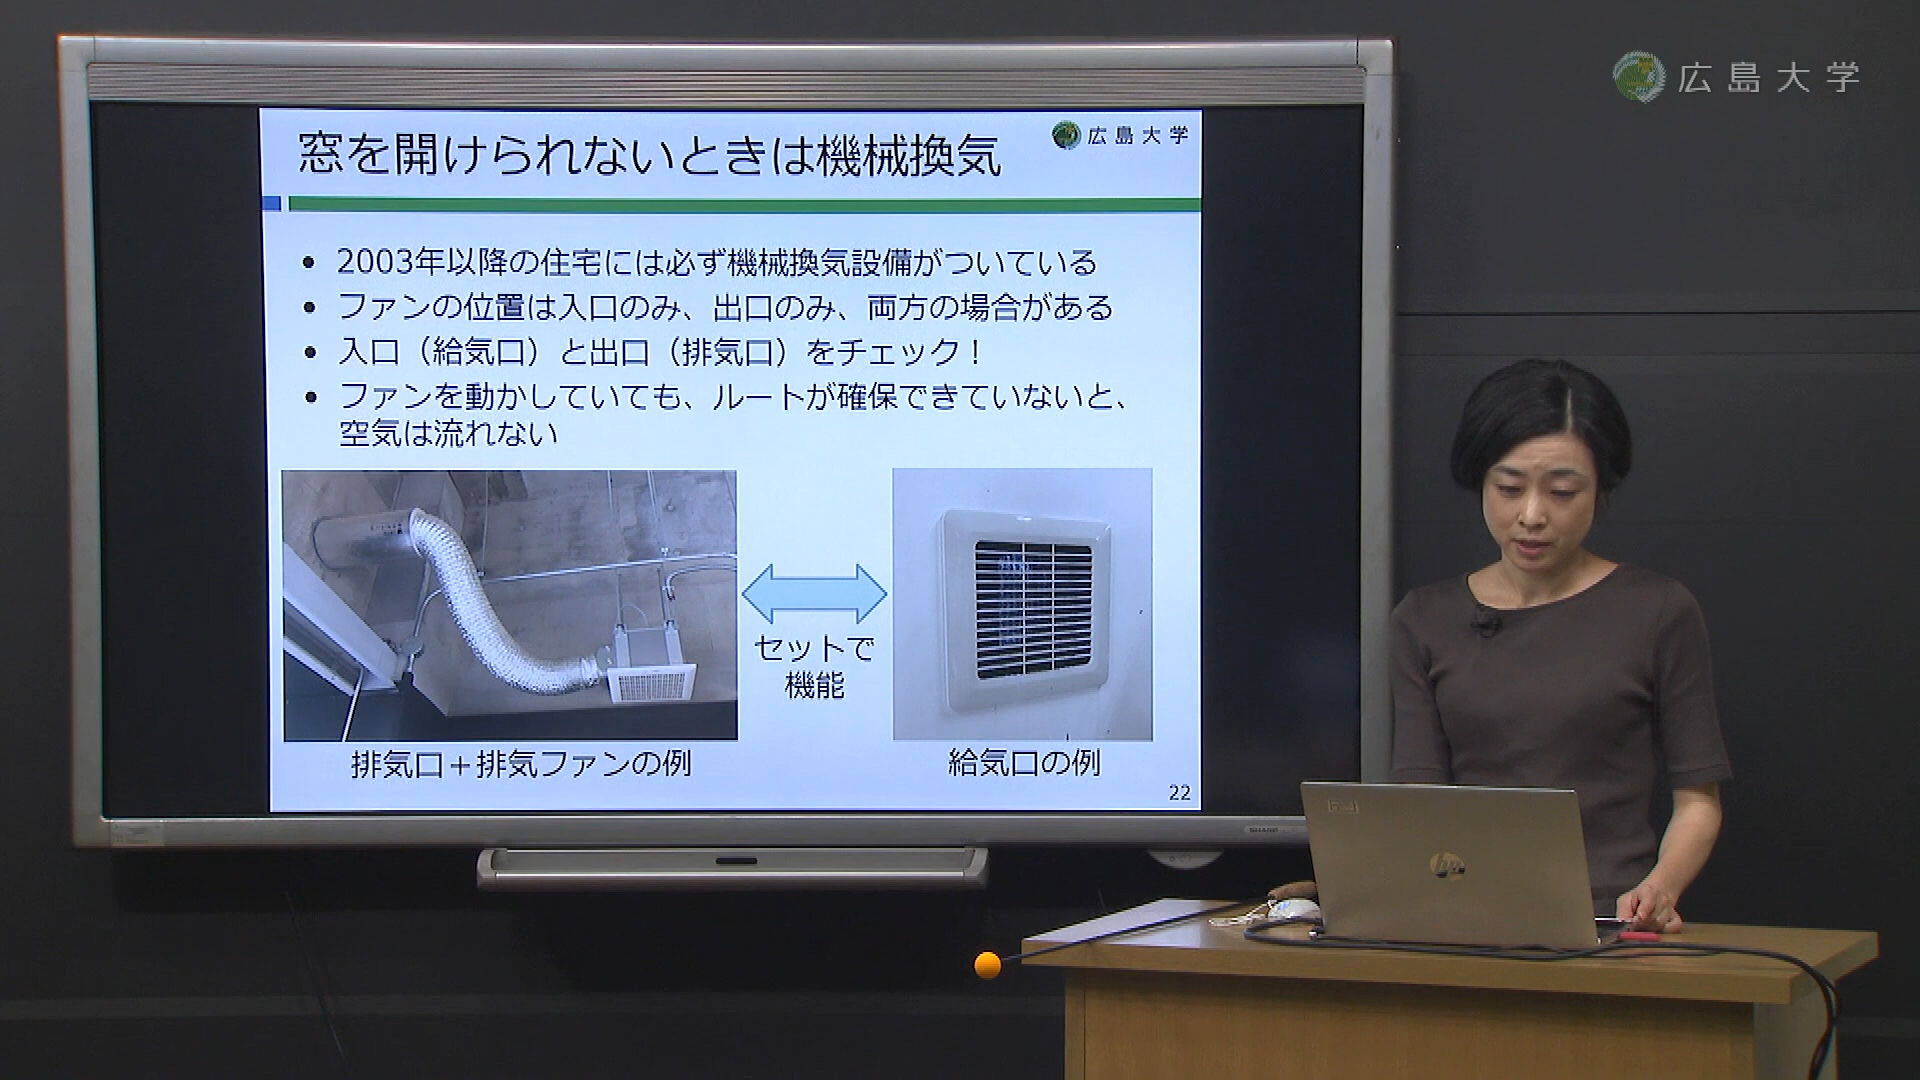 広島大学
窓を開けられないときは機械換気
広島大学
• 2003年以降の住宅には必ず機械換気設備がついている
• ファンの位置は入口のみ、出口のみ、両方の場合がある
• 入口（給気口）と出口（排気口）をチェック！
• ファンを動かしていても、ルートが確保できていないと、
空気は流れない
セットで
機能
排気口＋排気ファンの例
給気口の例
22
SHARP
hp